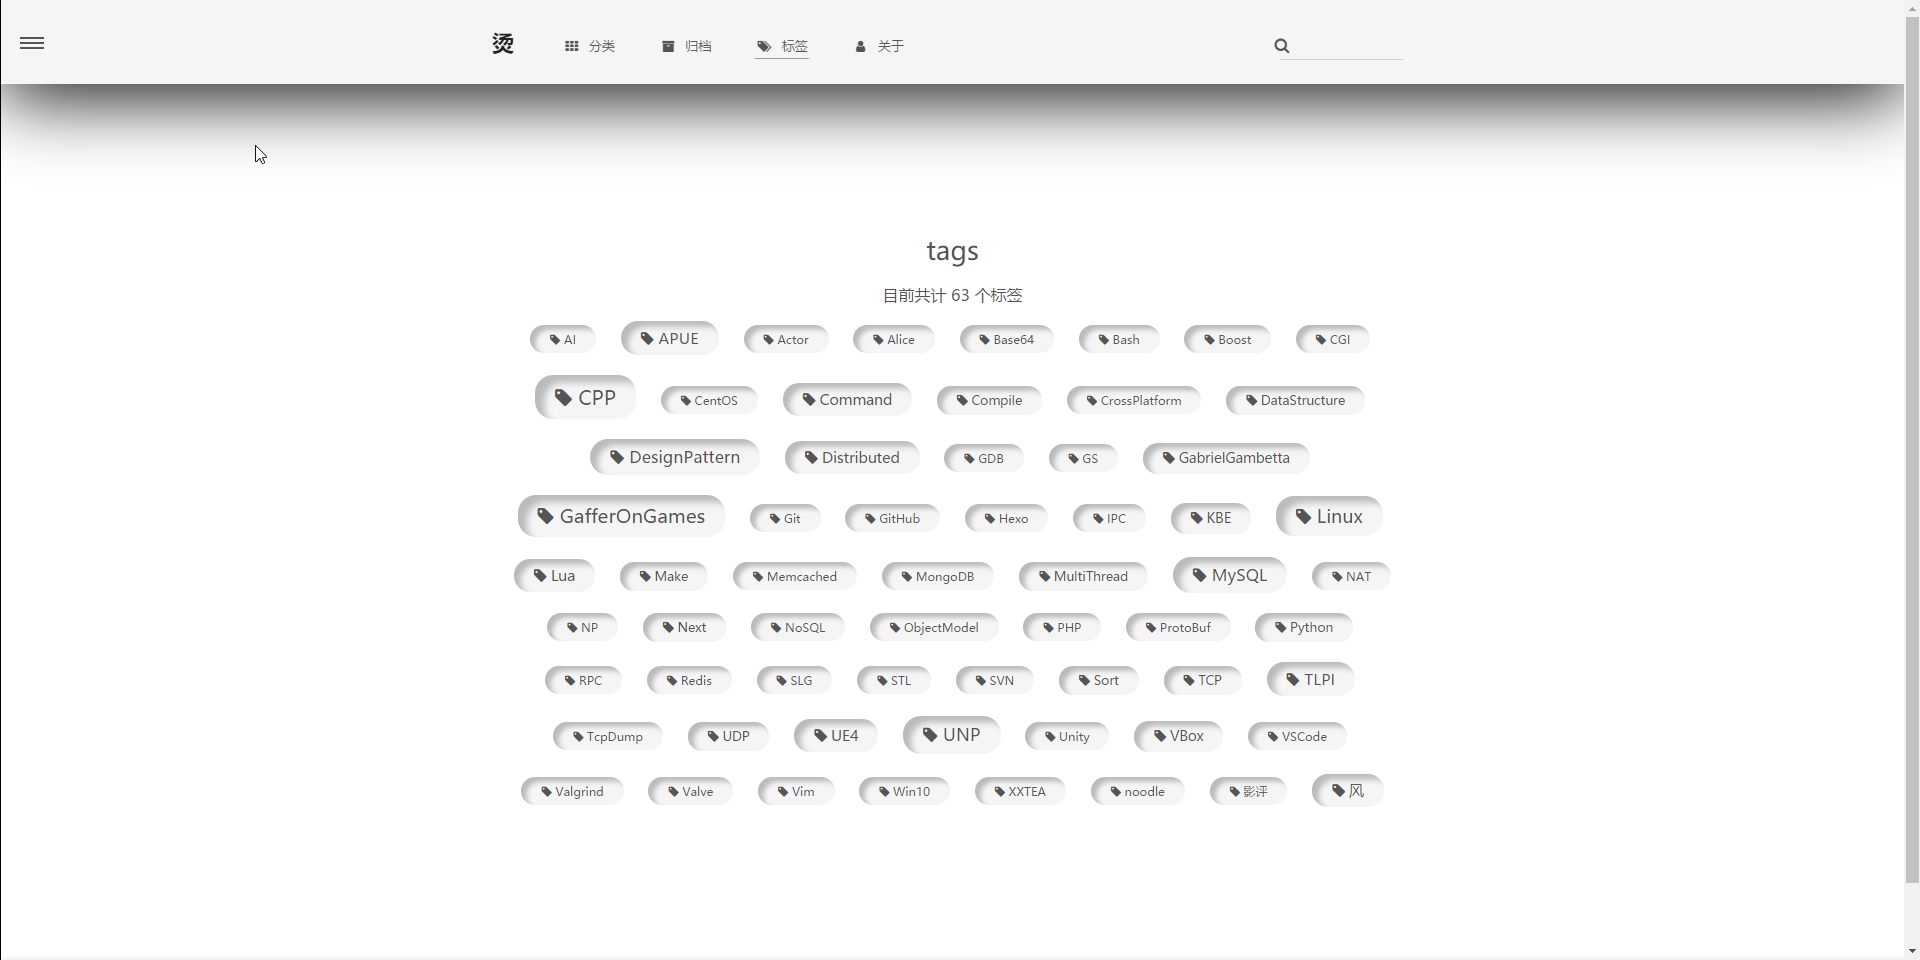 烫 分类 归档 标签 关于
tags
目前共计 63 个标签
AI APUE Actor Alice Base64 Bash Boost CGI
CPP CentOS Command Compile CrossPlatform DataStructure
DesignPattern Distributed GDB GS GabrielGambetta
GafferOnGames Git GitHub Hexo IPC KBE Linux
Lua Make Memcached MongoDB MultiThread MySQL NAT
NP Next NoSQL ObjectModel PHP ProtoBuf Python
RPC Redis SLG STL SVN Sort TCP TLPI
TcpDump UDP UE4 UNP Unity VBox VSCode
Valgrind Valve Vim Win10 XXTEA noodle 影评 风